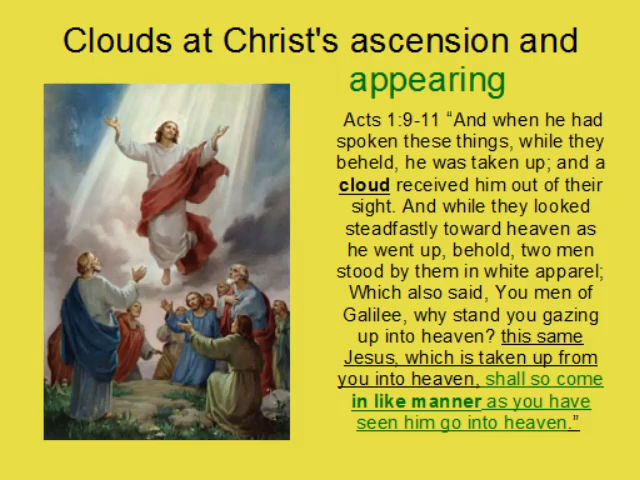 Clouds at Christ's ascension and
appearing
Acts 1:9-11 “And when he had
spoken these things, while they
beheld, he was taken up; and a
cloud received him out of their
sight. And while they looked
steadfastly toward heaven as
he went up, behold, two men
stood by them in white apparel;
Which also said, You men of
Galilee, why stand you gazing
up into heaven? this same
Jesus, which is taken up from
you into heaven, shall so come
in like manner as you have
seen him go into heaven.”